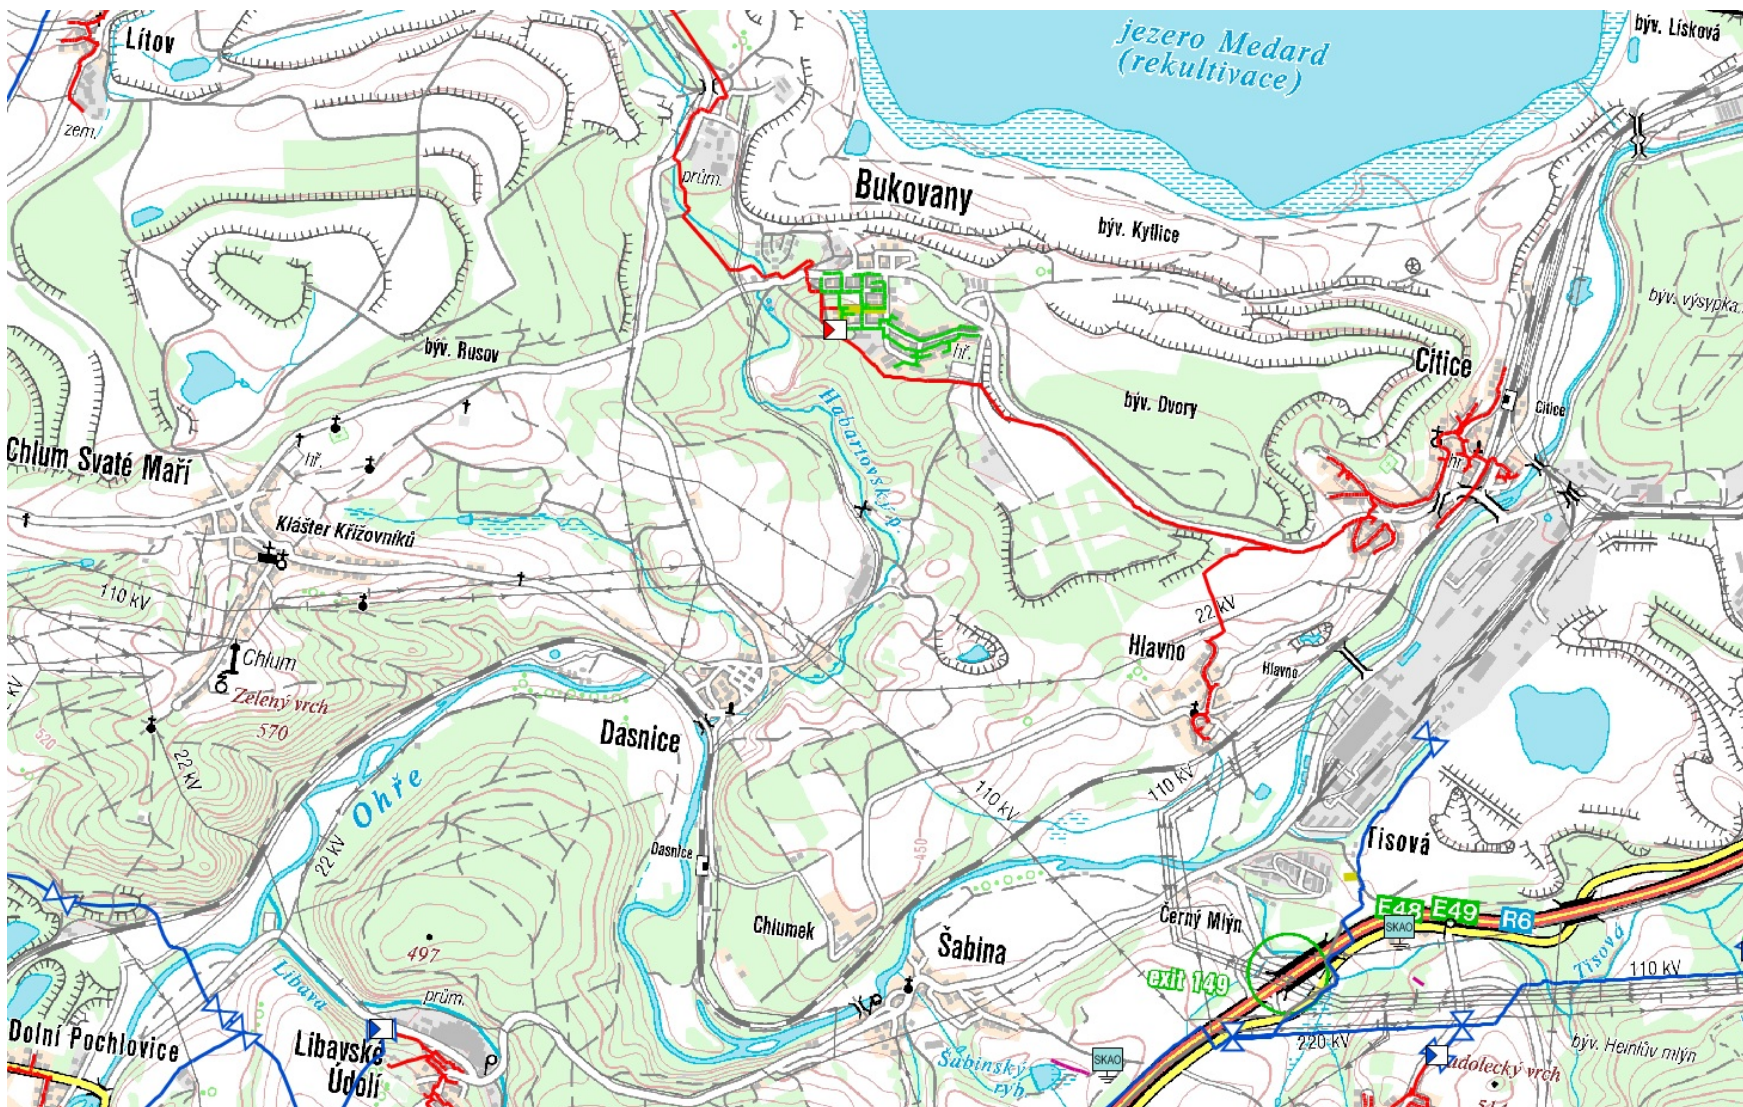 Lítov
jezero Medard
(rekultivace)
býv. Lísková
zem.
prům.
Bukovany
býv. Kytlice
býv. výsypka
býv. Rusov
hř.
Citice
Citice
býv. Dvory
Habartovský p.
hř.
hř.
Chlum Svaté Maří
Klášter Křížovníků
110 kV
22 kV
Hlavno
Hlavno
Chlum
Zelený vrch
570
520
22 kV
Dasnice
Ohře
22 kV
110 kV
110 kV
450
Dasnice
Tisová
Chlumek
Černý Mlýn
E48
E49
R6
SKAO
Šabina
497
exit 149
Tisová
110 kV
Libava
prům.
Dolní Pochlovice
Libavské
Údolí
Šabinský
ryb.
SKAO
220 kV
býv. Heinlův mlýn
adolecký vrch